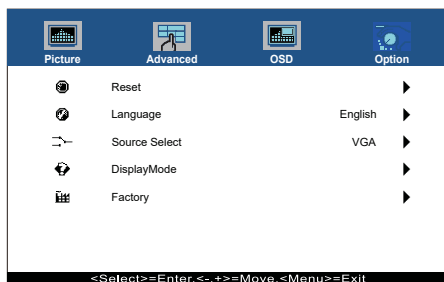 Picture Advanced OSD Option
Reset
Language English
Source Select VGA
DisplayMode
Factory
<Select>=Enter,<-,+>=Move,<Menu>=Exit